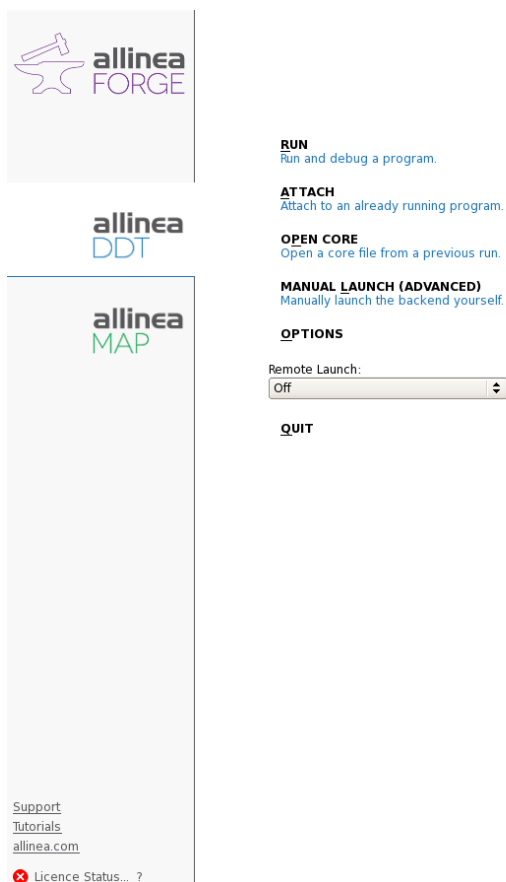 allinea
FORGE
allinea
DDT
allinea
MAP
Support
Tutorials
allinea.com
Licence Status... ?
RUN
Run and debug a program.
ATTACH
Attach to an already running program.
OPEN CORE
Open a core file from a previous run.
MANUAL LAUNCH (ADVANCED)
Manually launch the backend yourself.
OPTIONS
Remote Launch:
Off
QUIT